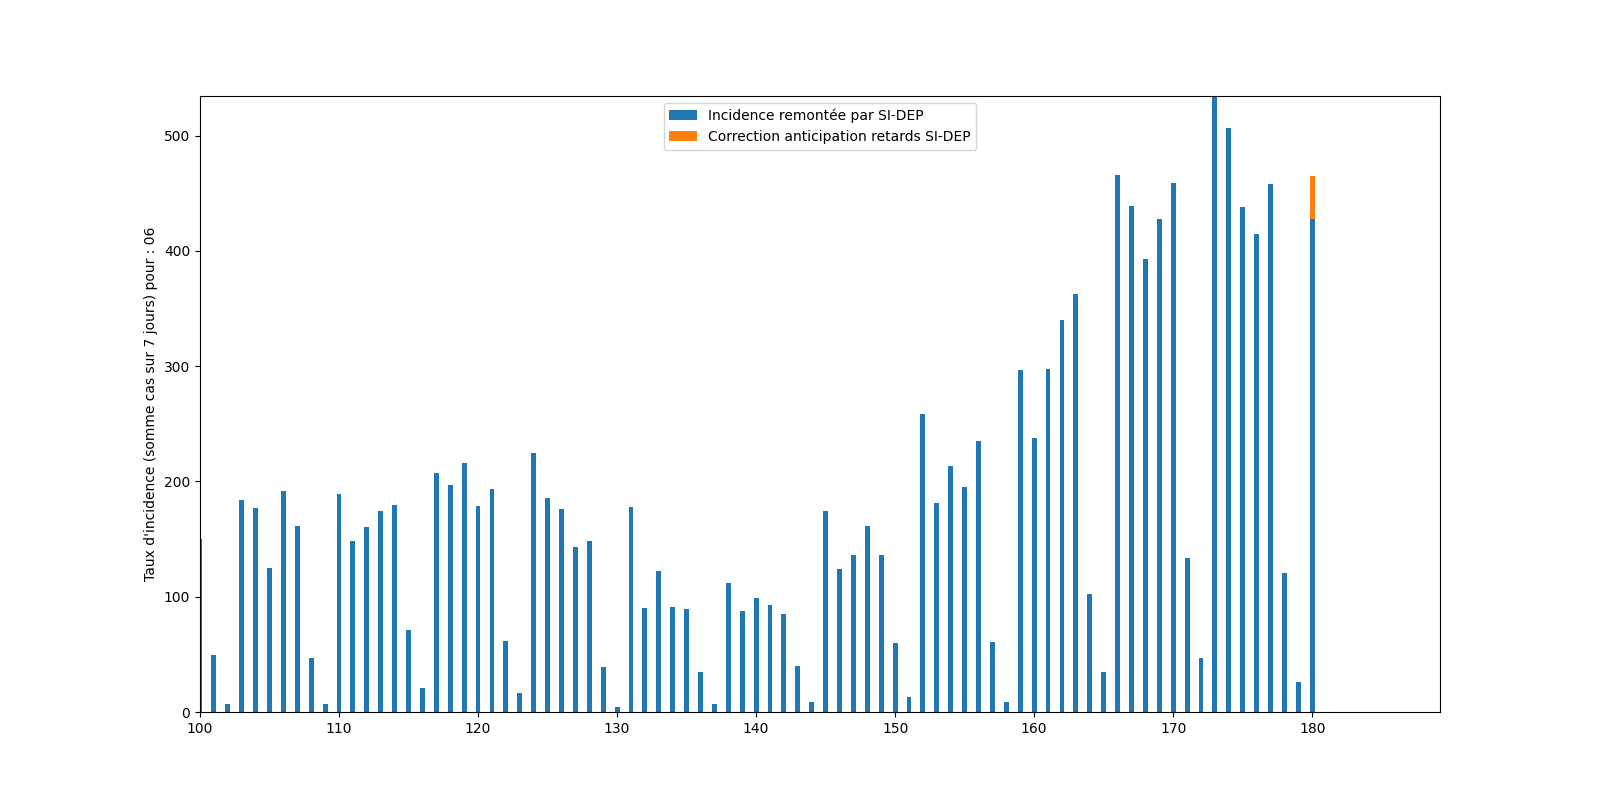 Incidence remontée par SI-DEP
Correction anticipation retards SI-DEP
Taux d'incidence (somme cas sur 7 jours) pour : 06
500
400
300
200
100
0
100 110 120 130 140 150 160 170 180